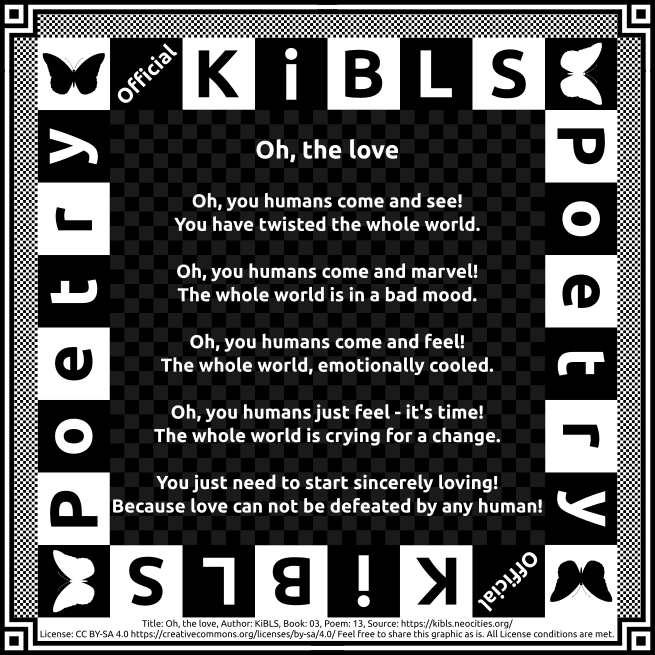 Official KiBLS
Poetry
Poetry
Oh, the love
Oh, you humans come and see!
You have twisted the whole world.
Oh, you humans come and marvel!
The whole world is in a bad mood.
Oh, you humans come and feel!
The whole world, emotionally cooled.
Oh, you humans just feel - it's time!
The whole world is crying for a change.
You just need to start sincerely loving!
Because love can not be defeated by any human!
Official KiBLS
Title: Oh, the love, Author: KiBLS, Book: 03, Poem: 13, Source: https://kibls.neocities.org/
License: CC BY-SA 4.0 https://creativecommons.org/licenses/by-sa/4.0/ Feel free to share this graphic as is. All License conditions are met.